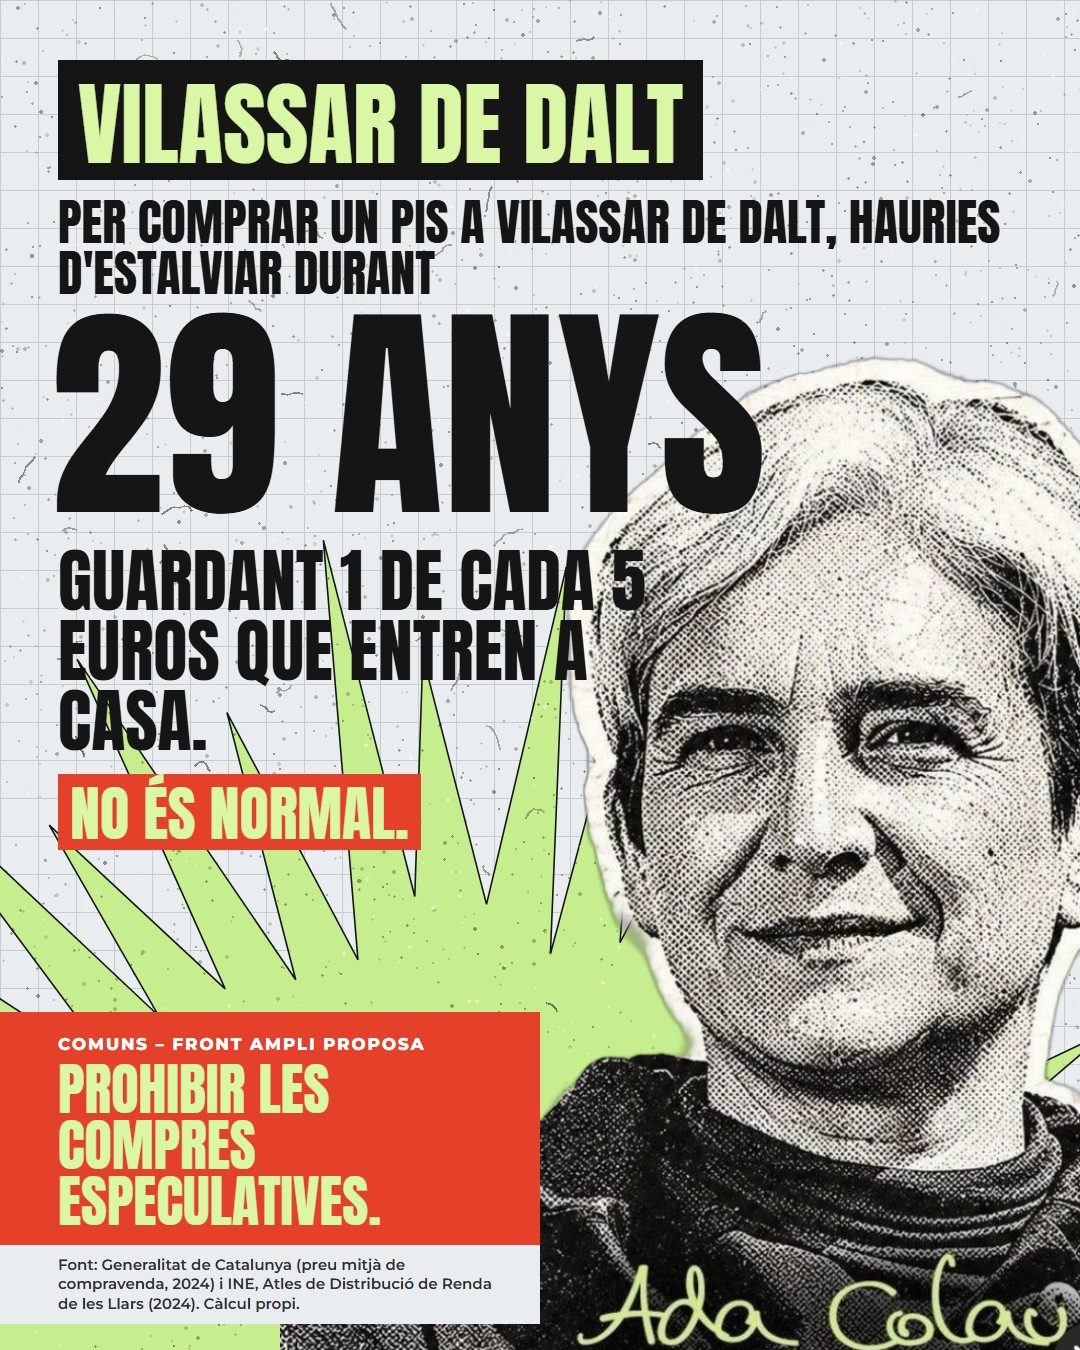 VILASSAR DE DALT
PER COMPRAR UN PIS A VILASSAR DE DALT, HAURIES
D'ESTALVIAR DURANT
29 ANYS
GUARDANT 1 DE CADA 5
EUROS QUE ENTREN A
CASA.
NO ÉS NORMAL.
COMUNS – FRONT AMPLI PROPOSA
PROHIBIR LES
COMPRES
ESPECULATIVES.
Font: Generalitat de Catalunya (preu mitjà de
compravenda, 2024) i INE, Atles de Distribució de Renda
de les Llars (2024). Càlcul propi.
Ada Colau